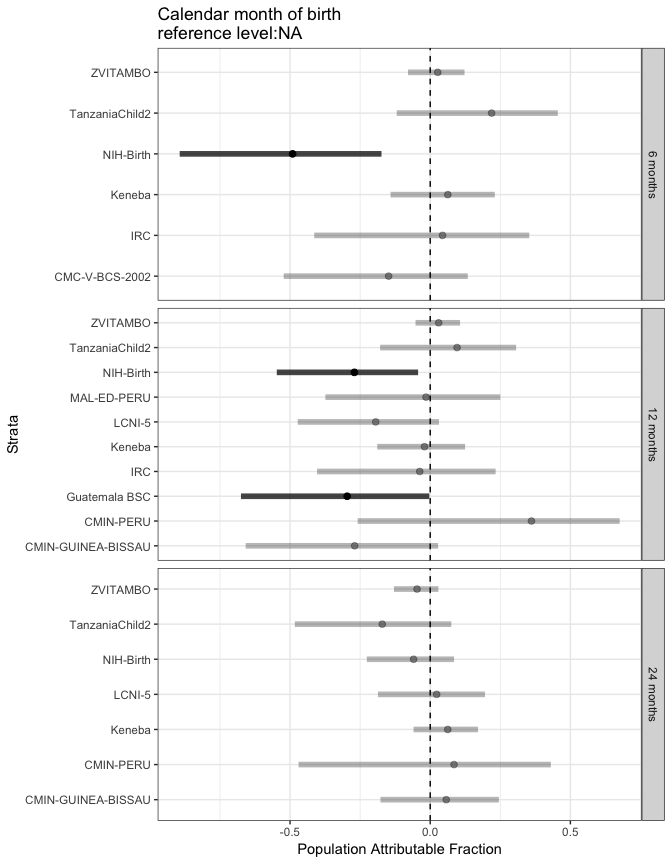 Calendar month of birth
reference level:NA
ZVITAMBO
TanzaniaChild2
NIH-Birth
Keneba
IRC
CMC-V-BCS-2002
6 months
ZVITAMBO
TanzaniaChild2
NIH-Birth
MAL-ED-PERU
LCNI-5
Keneba
IRC
Guatemala BSC
CMIN-PERU
CMIN-GUINEA-BISSAU
12 months
ZVITAMBO
TanzaniaChild2
NIH-Birth
LCNI-5
Keneba
CMIN-PERU
CMIN-GUINEA-BISSAU
24 months
Strata
-0.5
0.0
0.5
Population Attributable Fraction